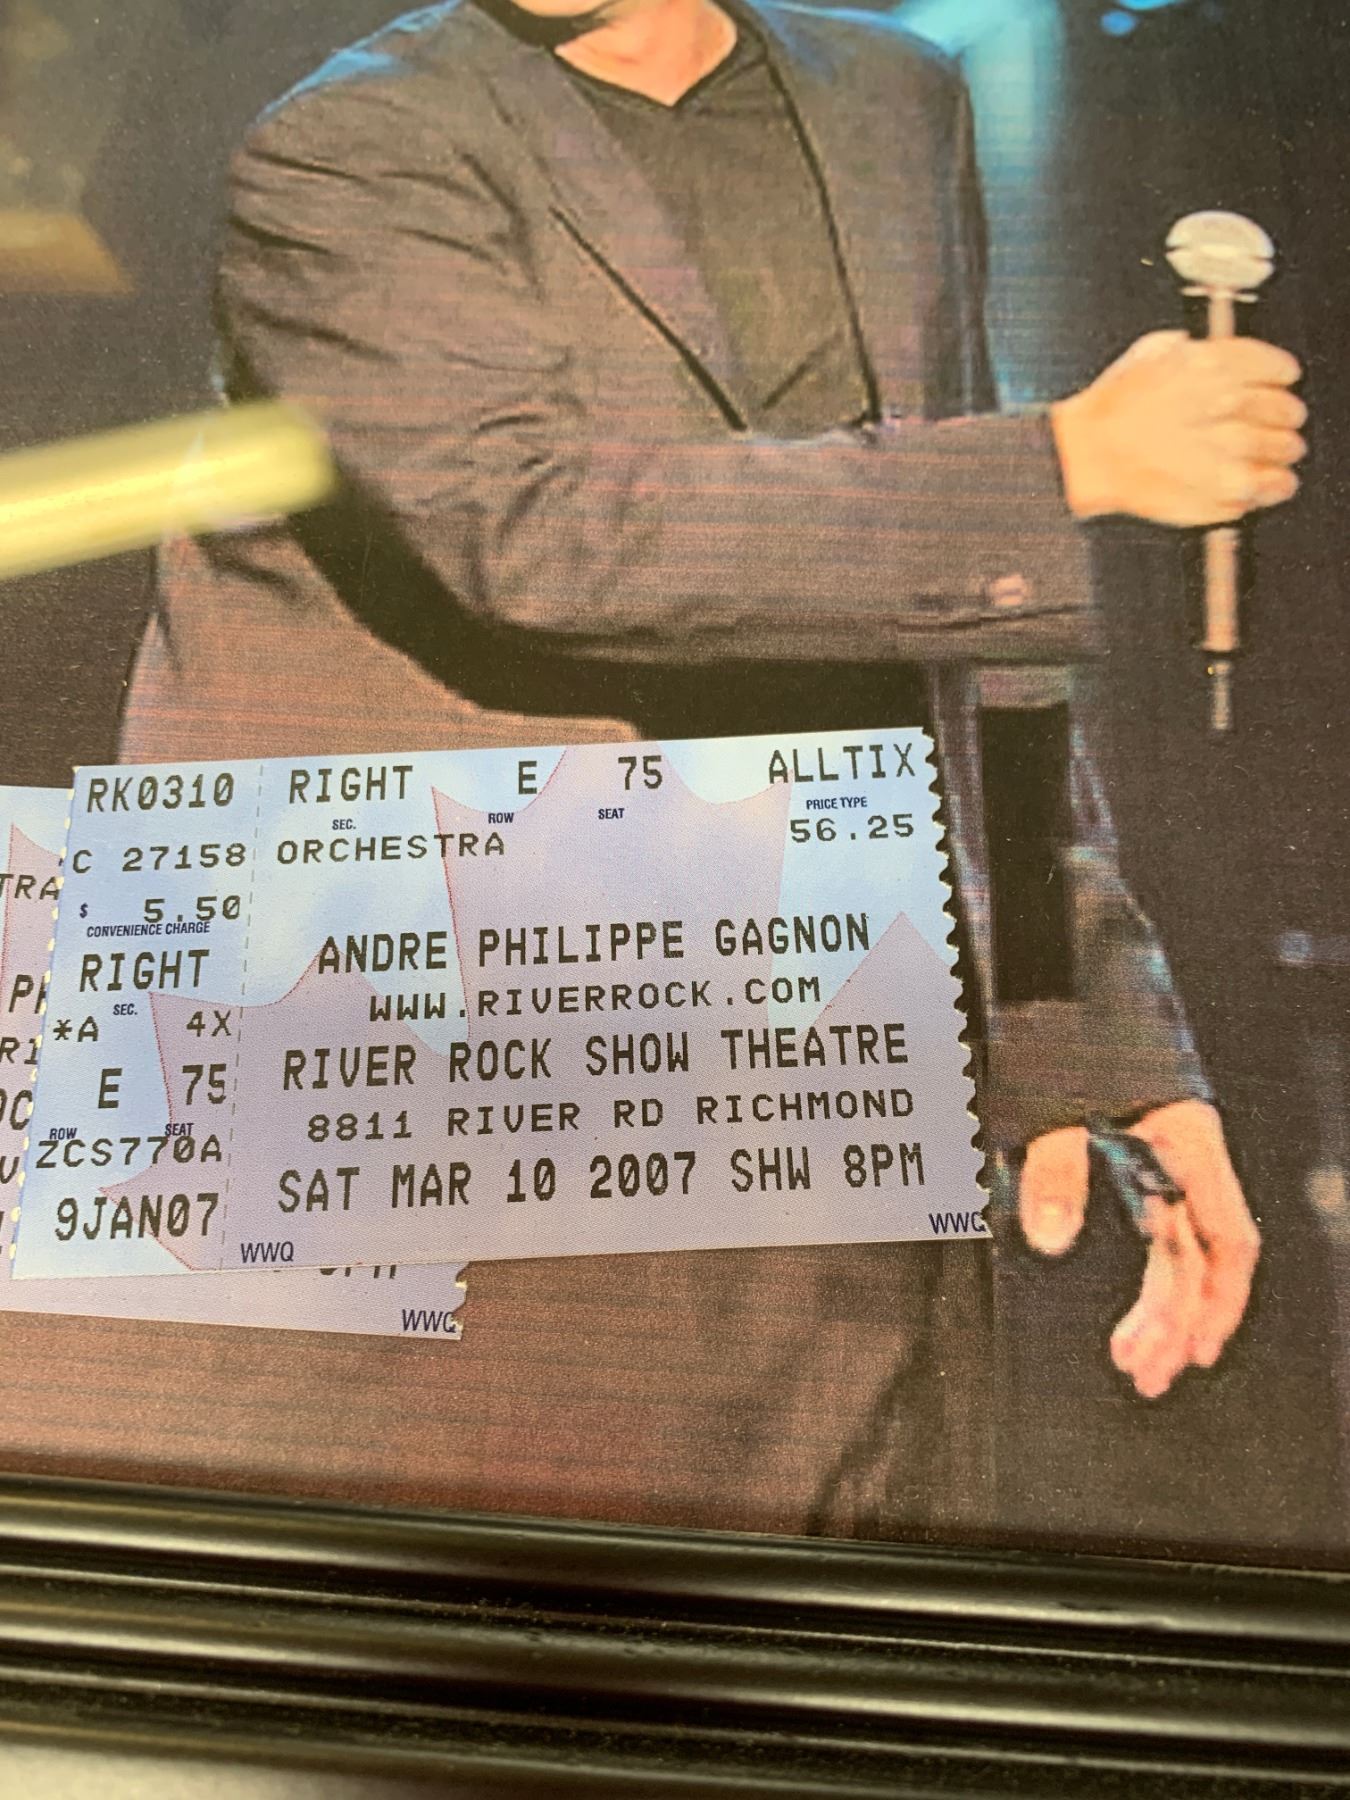 RK0310
C 27158
$ 5.50
CONVENIENCE CHARGE
RIGHT
SEC.
*A 4X
E 75
ROW SEAT
ZCS770A
9JAN07
RIGHT E 75 ALLTIX
SEC. ROW SEAT PRICE TYPE
ORCHESTRA 56.25
ANDRE PHILIPPE GAGNON
WWW.RIVERROCK.COM
RIVER ROCK SHOW THEATRE
8811 RIVER RD RICHMOND
SAT MAR 10 2007 SHW 8PM
WWQ WWQ
WWQ